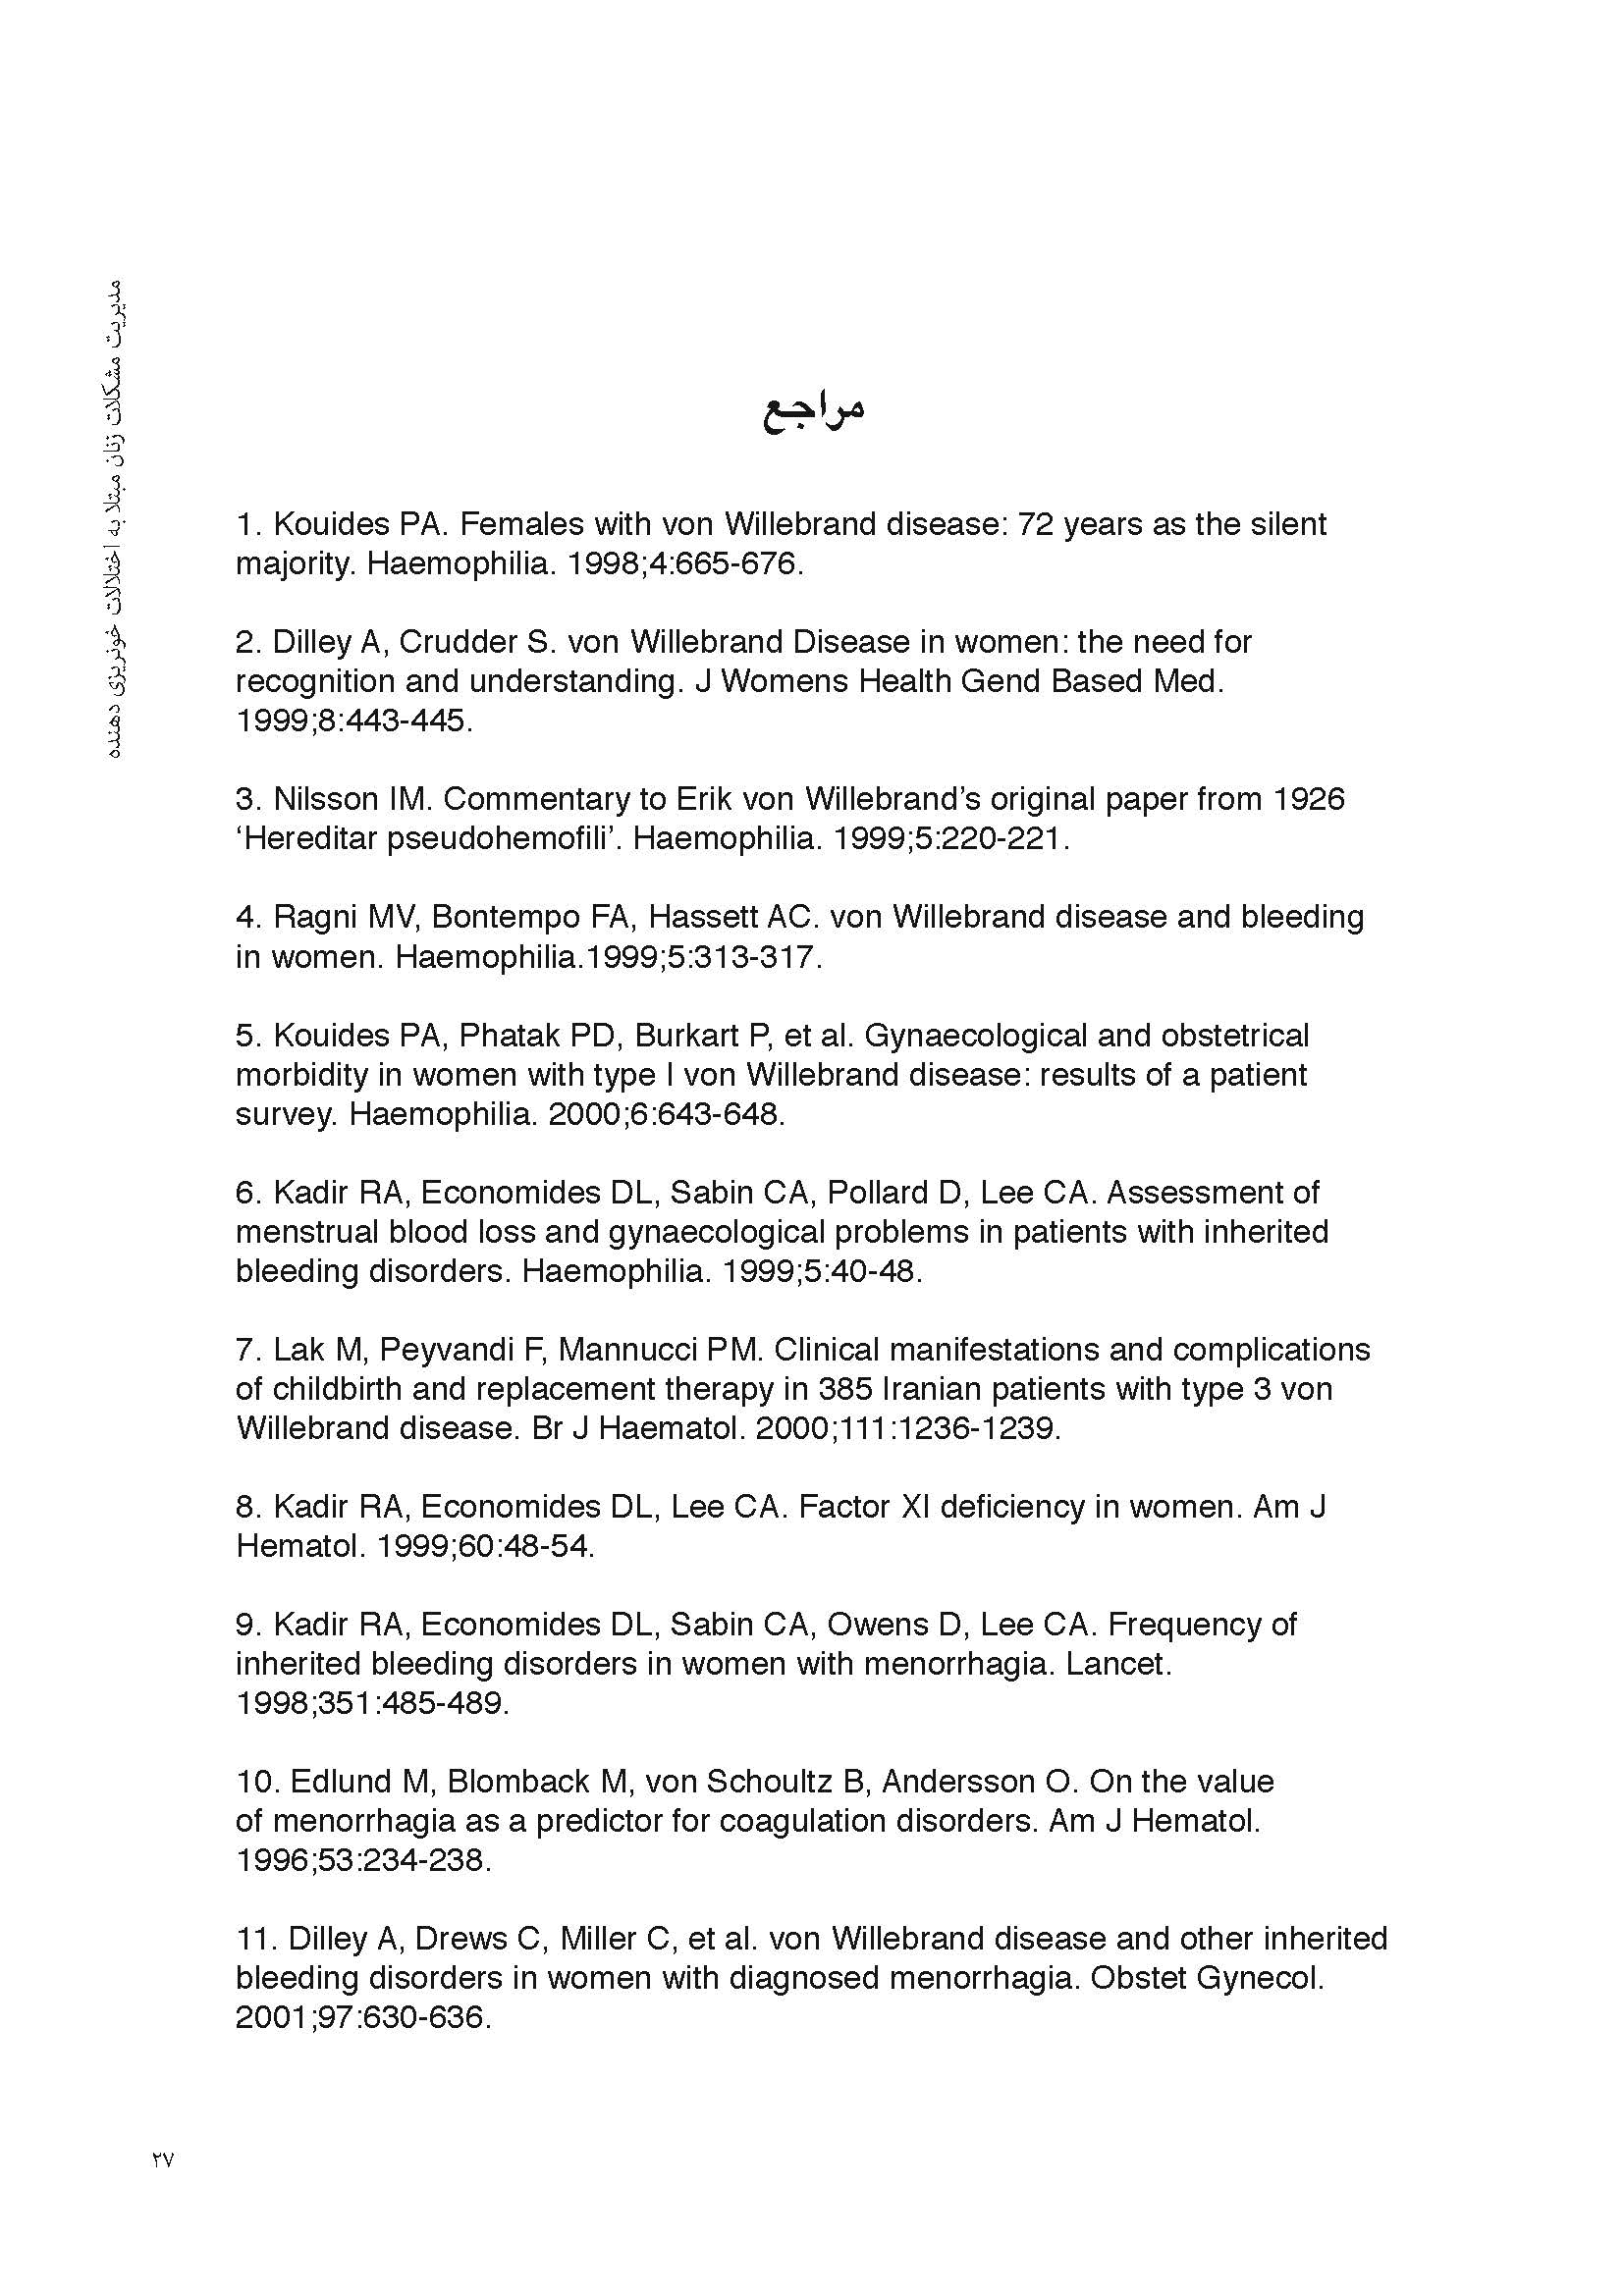 مدیریت مشکلات زنان مبتلا به اختلالات خونریزی دهنده
مراجع
1. Kouides PA. Females with von Willebrand disease: 72 years as the silent
majority. Haemophilia. 1998;4:665-676.
2. Dilley A, Crudder S. von Willebrand Disease in women: the need for
recognition and understanding. J Womens Health Gend Based Med.
1999;8:443-445.
3. Nilsson IM. Commentary to Erik von Willebrand’s original paper from 1926
‘Hereditar pseudohemofili’. Haemophilia. 1999;5:220-221.
4. Ragni MV, Bontempo FA, Hassett AC. von Willebrand disease and bleeding
in women. Haemophilia.1999;5:313-317.
5. Kouides PA, Phatak PD, Burkart P, et al. Gynaecological and obstetrical
morbidity in women with type I von Willebrand disease: results of a patient
survey. Haemophilia. 2000;6:643-648.
6. Kadir RA, Economides DL, Sabin CA, Pollard D, Lee CA. Assessment of
menstrual blood loss and gynaecological problems in patients with inherited
bleeding disorders. Haemophilia. 1999;5:40-48.
7. Lak M, Peyvandi F, Mannucci PM. Clinical manifestations and complications
of childbirth and replacement therapy in 385 Iranian patients with type 3 von
Willebrand disease. Br J Haematol. 2000;111:1236-1239.
8. Kadir RA, Economides DL, Lee CA. Factor XI deficiency in women. Am J
Hematol. 1999;60:48-54.
9. Kadir RA, Economides DL, Sabin CA, Owens D, Lee CA. Frequency of
inherited bleeding disorders in women with menorrhagia. Lancet.
1998;351:485-489.
10. Edlund M, Blomback M, von Schoultz B, Andersson O. On the value
of menorrhagia as a predictor for coagulation disorders. Am J Hematol.
1996;53:234-238.
11. Dilley A, Drews C, Miller C, et al. von Willebrand disease and other inherited
bleeding disorders in women with diagnosed menorrhagia. Obstet Gynecol.
2001;97:630-636.
۲۷